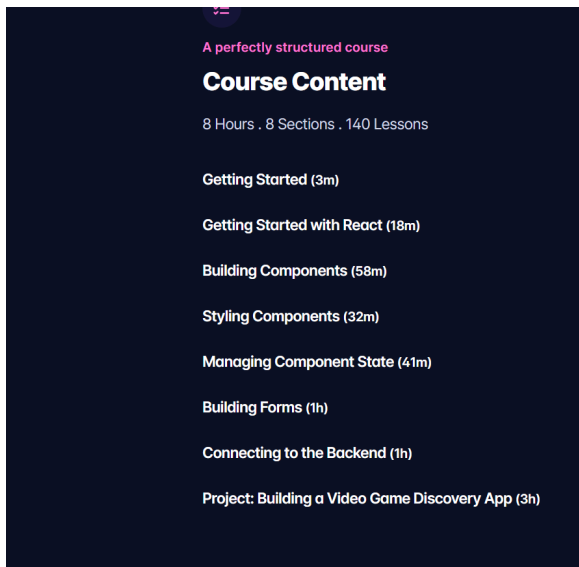 A perfectly structured course
Course Content
8 Hours . 8 Sections . 140 Lessons
Getting Started (3m)
Getting Started with React (18m)
Building Components (58m)
Styling Components (32m)
Managing Component State (41m)
Building Forms (1h)
Connecting to the Backend (1h)
Project: Building a Video Game Discovery App (3h)